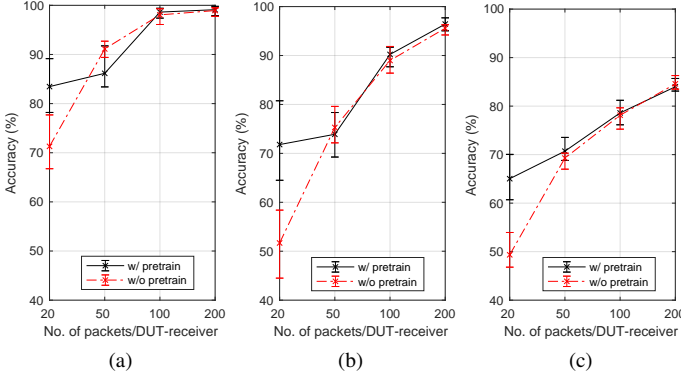 100
90
80
70
60
50
40
Accuracy (%)
w/ pretrain
w/o pretrain
20 50 100 200
No. of packets/DUT-receiver
(a)
100
90
80
70
60
50
40
Accuracy (%)
w/ pretrain
w/o pretrain
20 50 100 200
No. of packets/DUT-receiver
(b)
100
90
80
70
60
50
40
Accuracy (%)
w/ pretrain
w/o pretrain
20 50 100 200
No. of packets/DUT-receiver
(c)